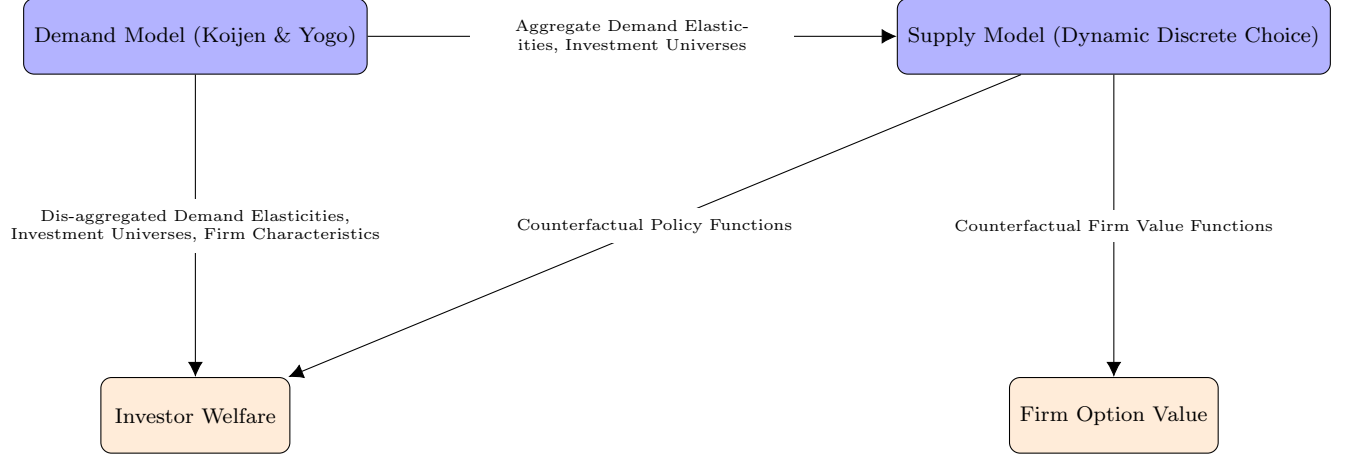 Demand Model (Koijen & Yogo)
Aggregate Demand Elastic-
ities, Investment Universes
Supply Model (Dynamic Discrete Choice)
Dis-aggregated Demand Elasticities,
Investment Universes, Firm Characteristics
Counterfactual Policy Functions
Counterfactual Firm Value Functions
Investor Welfare
Firm Option Value